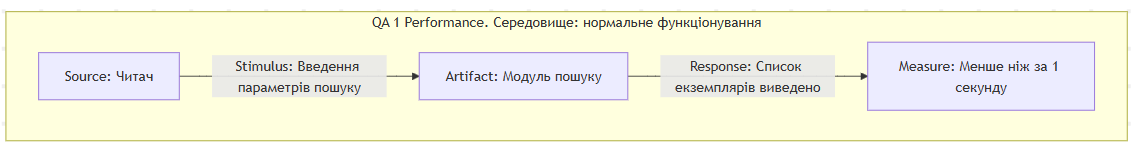 QA 1 Performance. Середовище: нормальне функціонування
Source: Читач
Stimulus: Введення
параметрів пошуку
Artifact: Модуль пошуку
Response: Список
екземплярів виведено
Measure: Менше ніж за 1
секунду